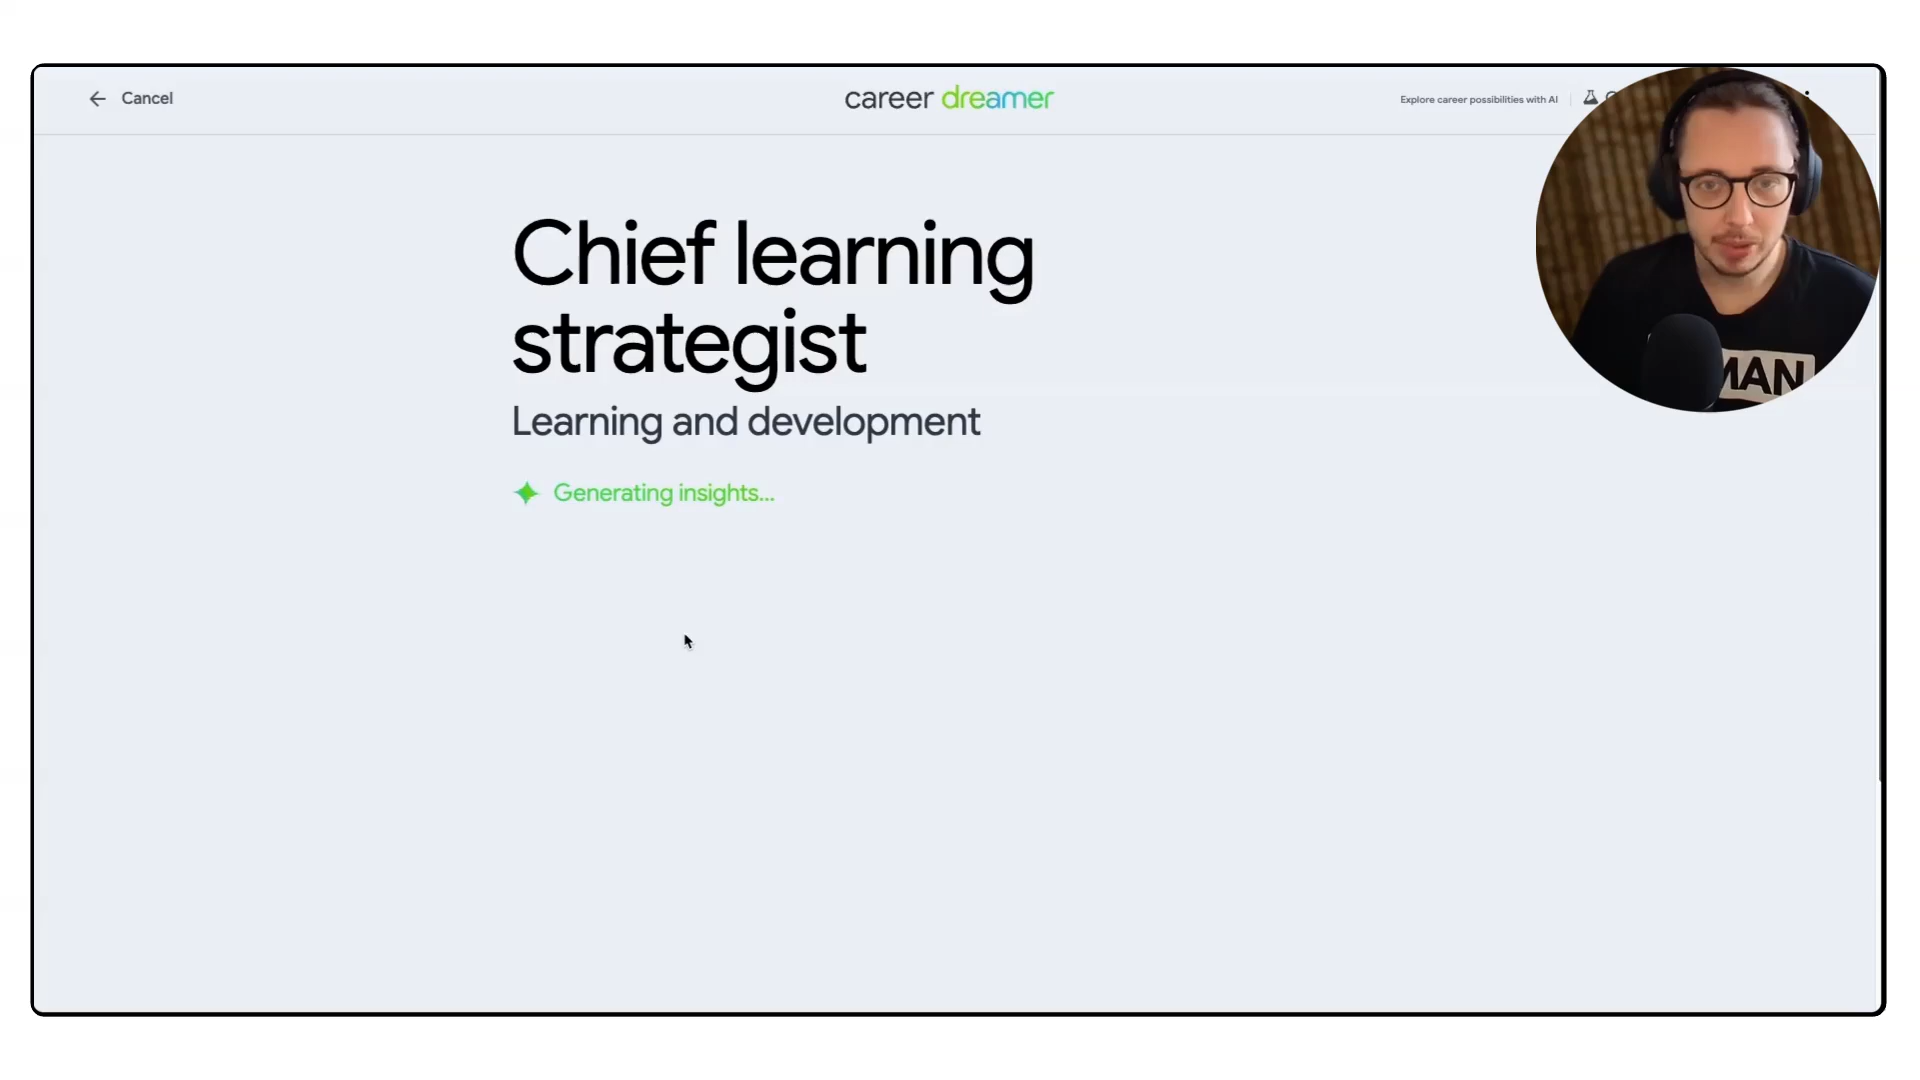 Cancel
career dreamer
Explore career possibilities with AI
Chief learning
strategist
Learning and development
Generating insights...